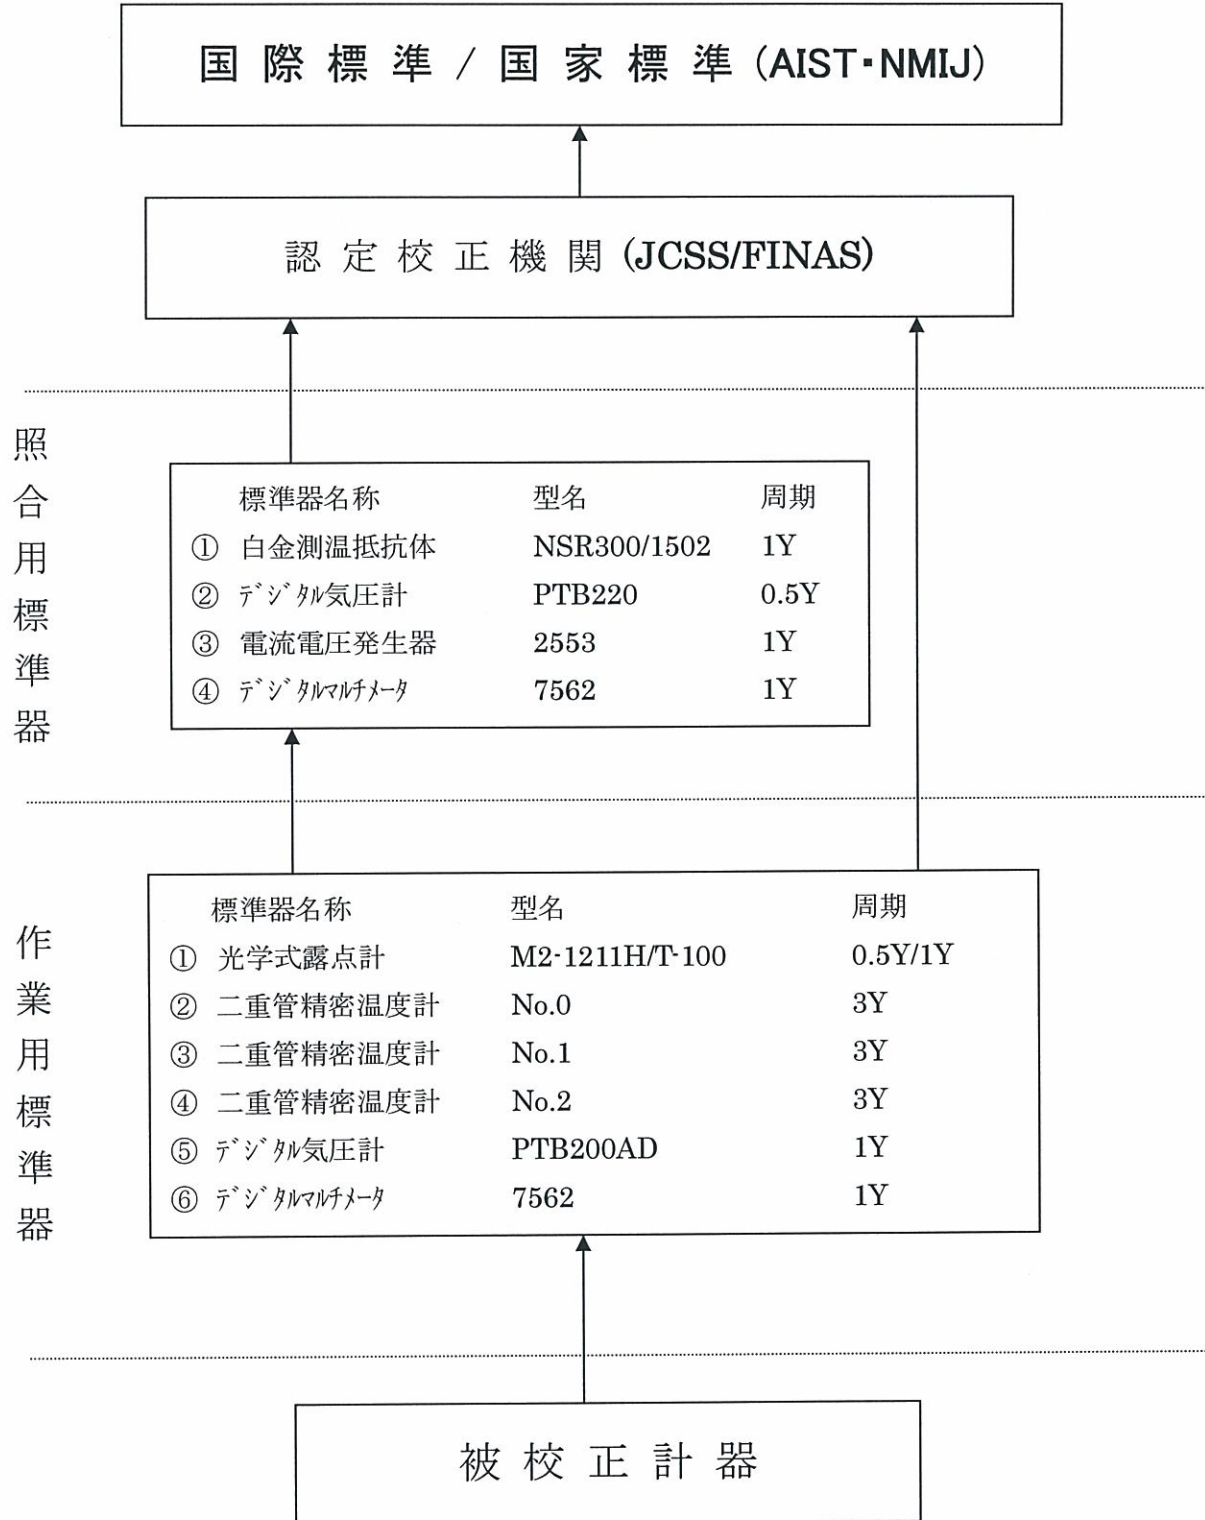 国際標準/国家標準(AIST・NMIJ)
認定校正機関(JCSS/FINAS)
照合用標準器
標準器名称 型名 周期
① 白金測温抵抗体 NSR300/1502 1Y
② ﾃﾞｼﾞﾀﾙ気圧計 PTB220 0.5Y
③ 電流電圧発生器 2553 1Y
④ ﾃﾞｼﾞﾀﾙﾏﾙﾁﾒｰﾀ 7562 1Y
作業用標準器
標準器名称 型名 周期
① 光学式露点計 M2-1211H/T-100 0.5Y/1Y
② 二重管精密温度計 No.0 3Y
③ 二重管精密温度計 No.1 3Y
④ 二重管精密温度計 No.2 3Y
⑤ ﾃﾞｼﾞﾀﾙ気圧計 PTB200AD 1Y
⑥ ﾃﾞｼﾞﾀﾙﾏﾙﾁﾒｰﾀ 7562 1Y
被校正計器